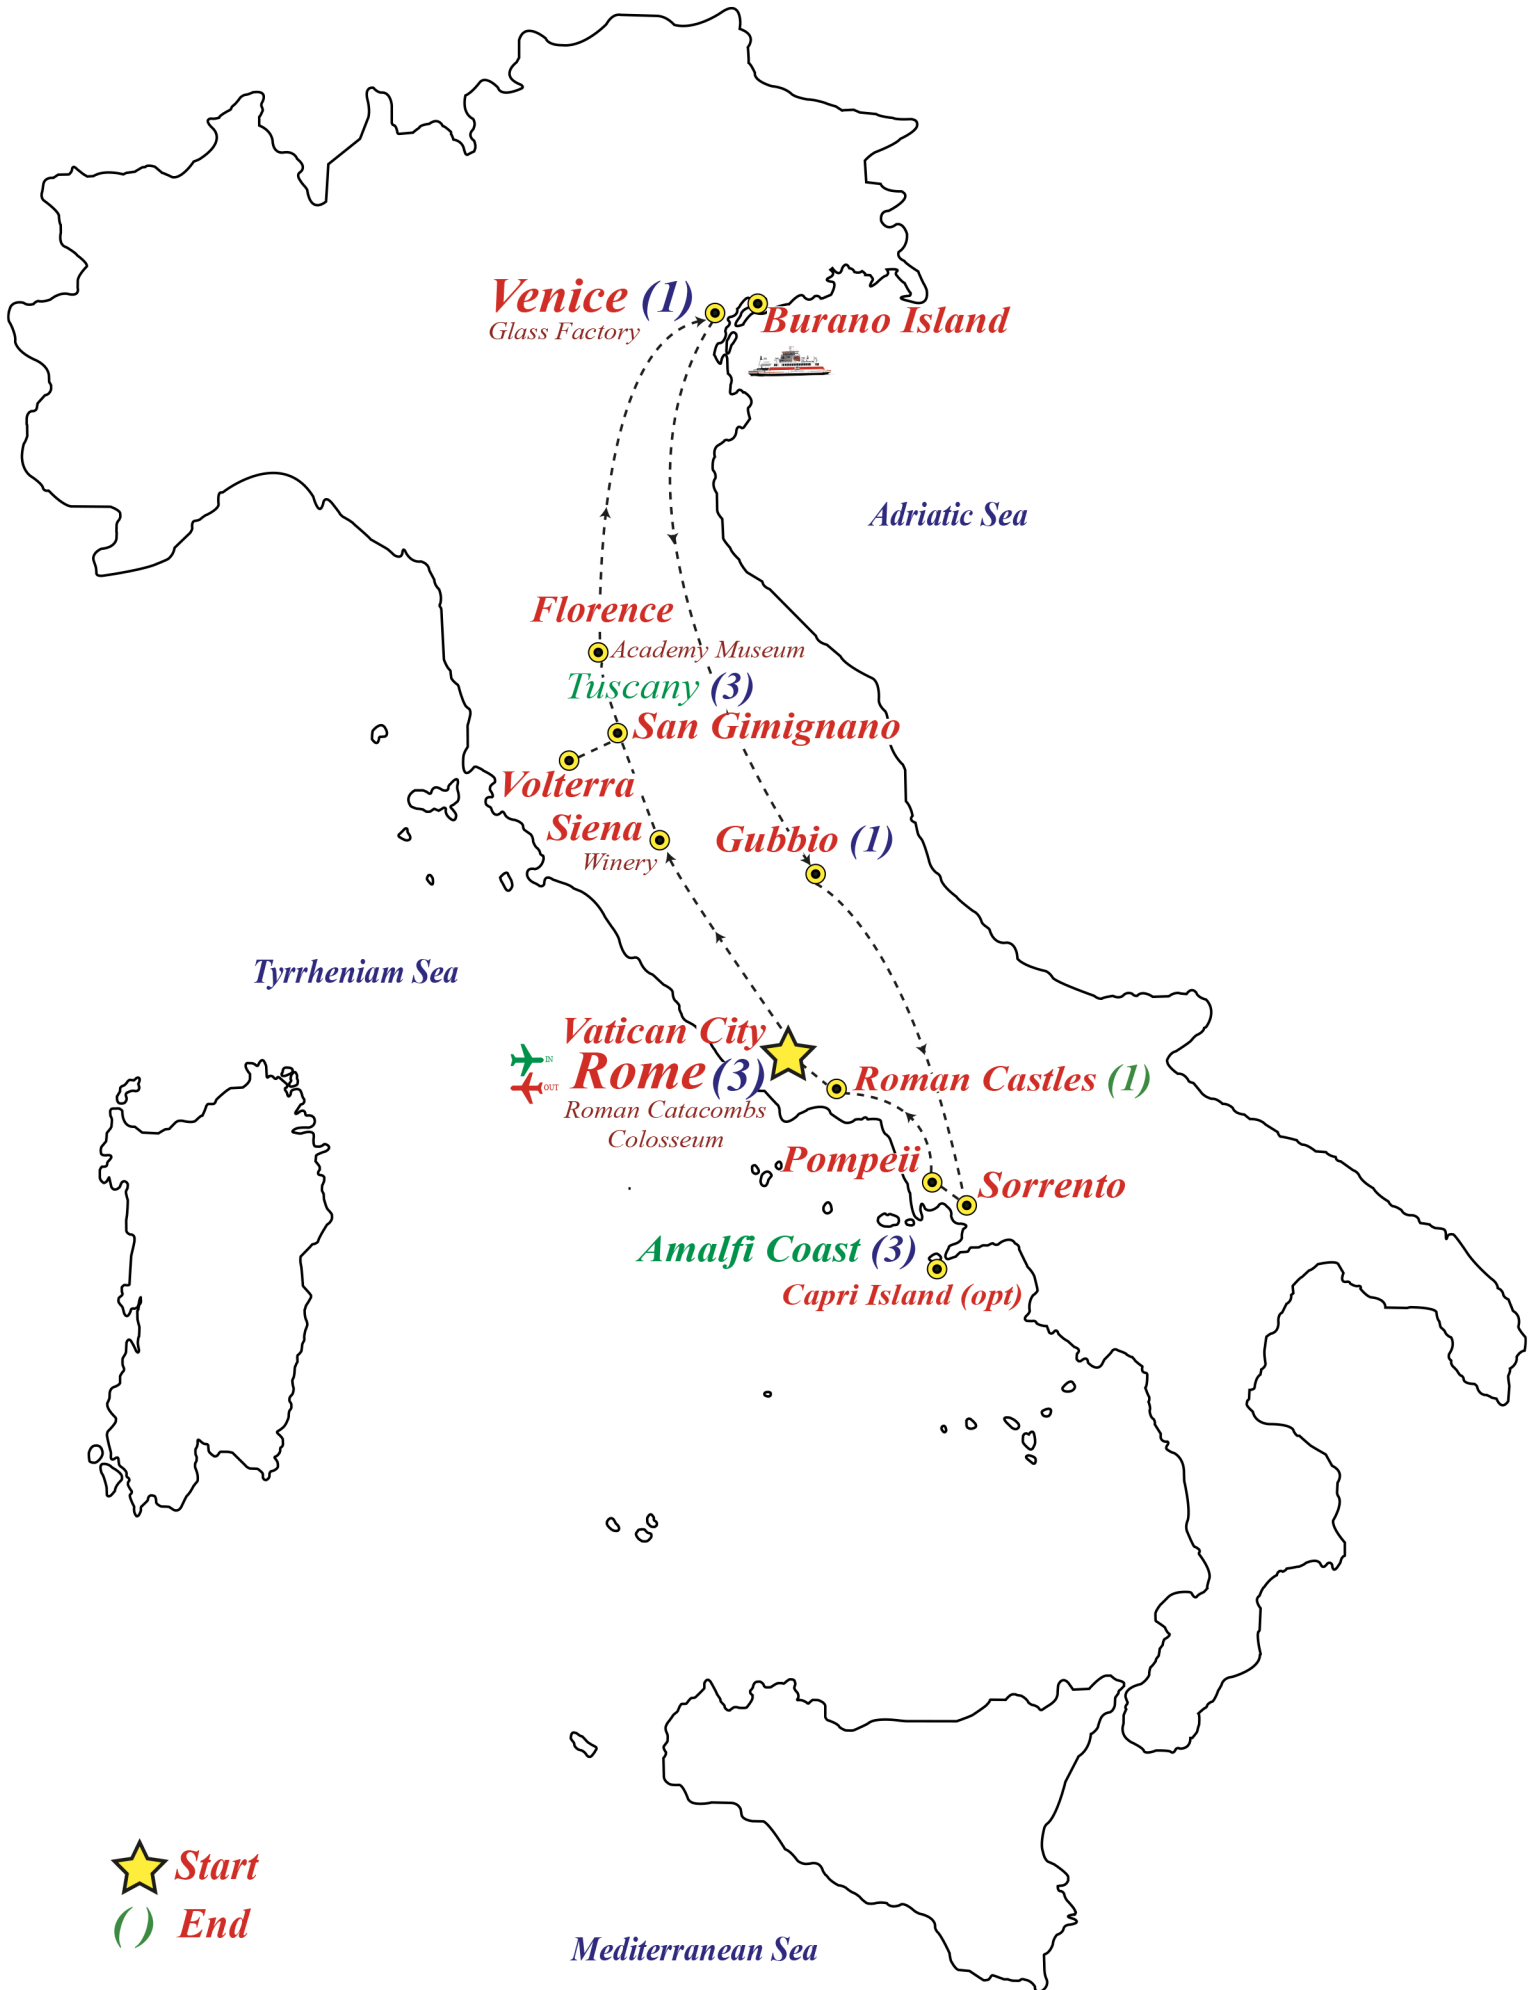 Venice (1)
Glass Factory
Burano Island
Adriatic Sea
Florence
Academy Museum
Tuscany (3)
San Gimignano
Volterra
Siena
Winery
Gubbio (1)
Tyrrheniam Sea
Vatican City
IN
Rome (3)
OUT
Roman Catacombs
Colosseum
Roman Castles (1)
Pompeii
Sorrento
Amalfi Coast (3)
Capri Island (opt)
Start
( ) End
Mediterranean Sea